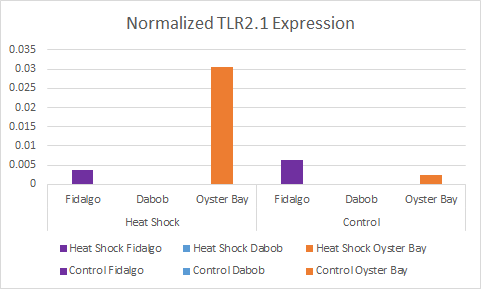 Normalized TLR2.1 Expression
0.035
0.03
0.025
0.02
0.015
0.01
0.005
0
Fidalgo Dabob Oyster Bay Fidalgo Dabob Oyster Bay
Heat Shock Control
Heat Shock Fidalgo Heat Shock Dabob Heat Shock Oyster Bay
Control Fidalgo Control Dabob Control Oyster Bay